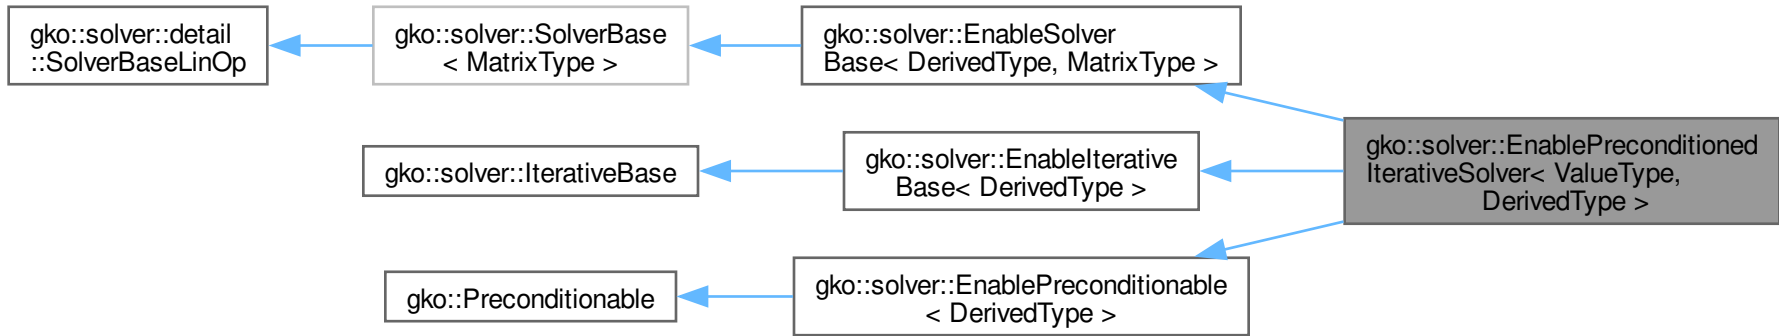 gko::solver::detail
::SolverBaseLinOp
gko::solver::SolverBase
< MatrixType >
gko::solver::EnableSolver
Base< DerivedType, MatrixType >
gko::solver::IterativeBase
gko::solver::EnableIterative
Base< DerivedType >
gko::solver::EnablePreconditioned
IterativeSolver< ValueType,
DerivedType >
gko::Preconditionable
gko::solver::EnablePreconditionable
< DerivedType >